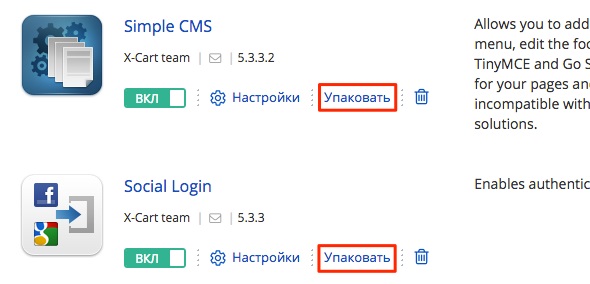 Simple CMS
X-Cart team | | 5.3.3.2
ВКЛ Настройки Упаковать
Allows you to add
menu, edit the foo
TinyMCE and Go S
for your pages and
incompatible with
solutions.
Social Login
X-Cart team | | 5.3.3
ВКЛ Настройки Упаковать
Enables authentic